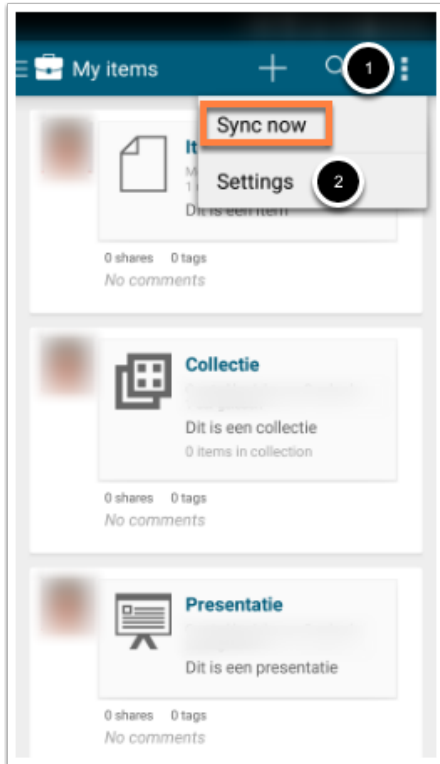 My items
1
Sync now
Settings
2
It
Dit is een item
0 shares 0 tags
No comments
Collectie
Dit is een collectie
0 items in collection
0 shares 0 tags
No comments
Presentatie
Dit is een presentatie
0 shares 0 tags
No comments